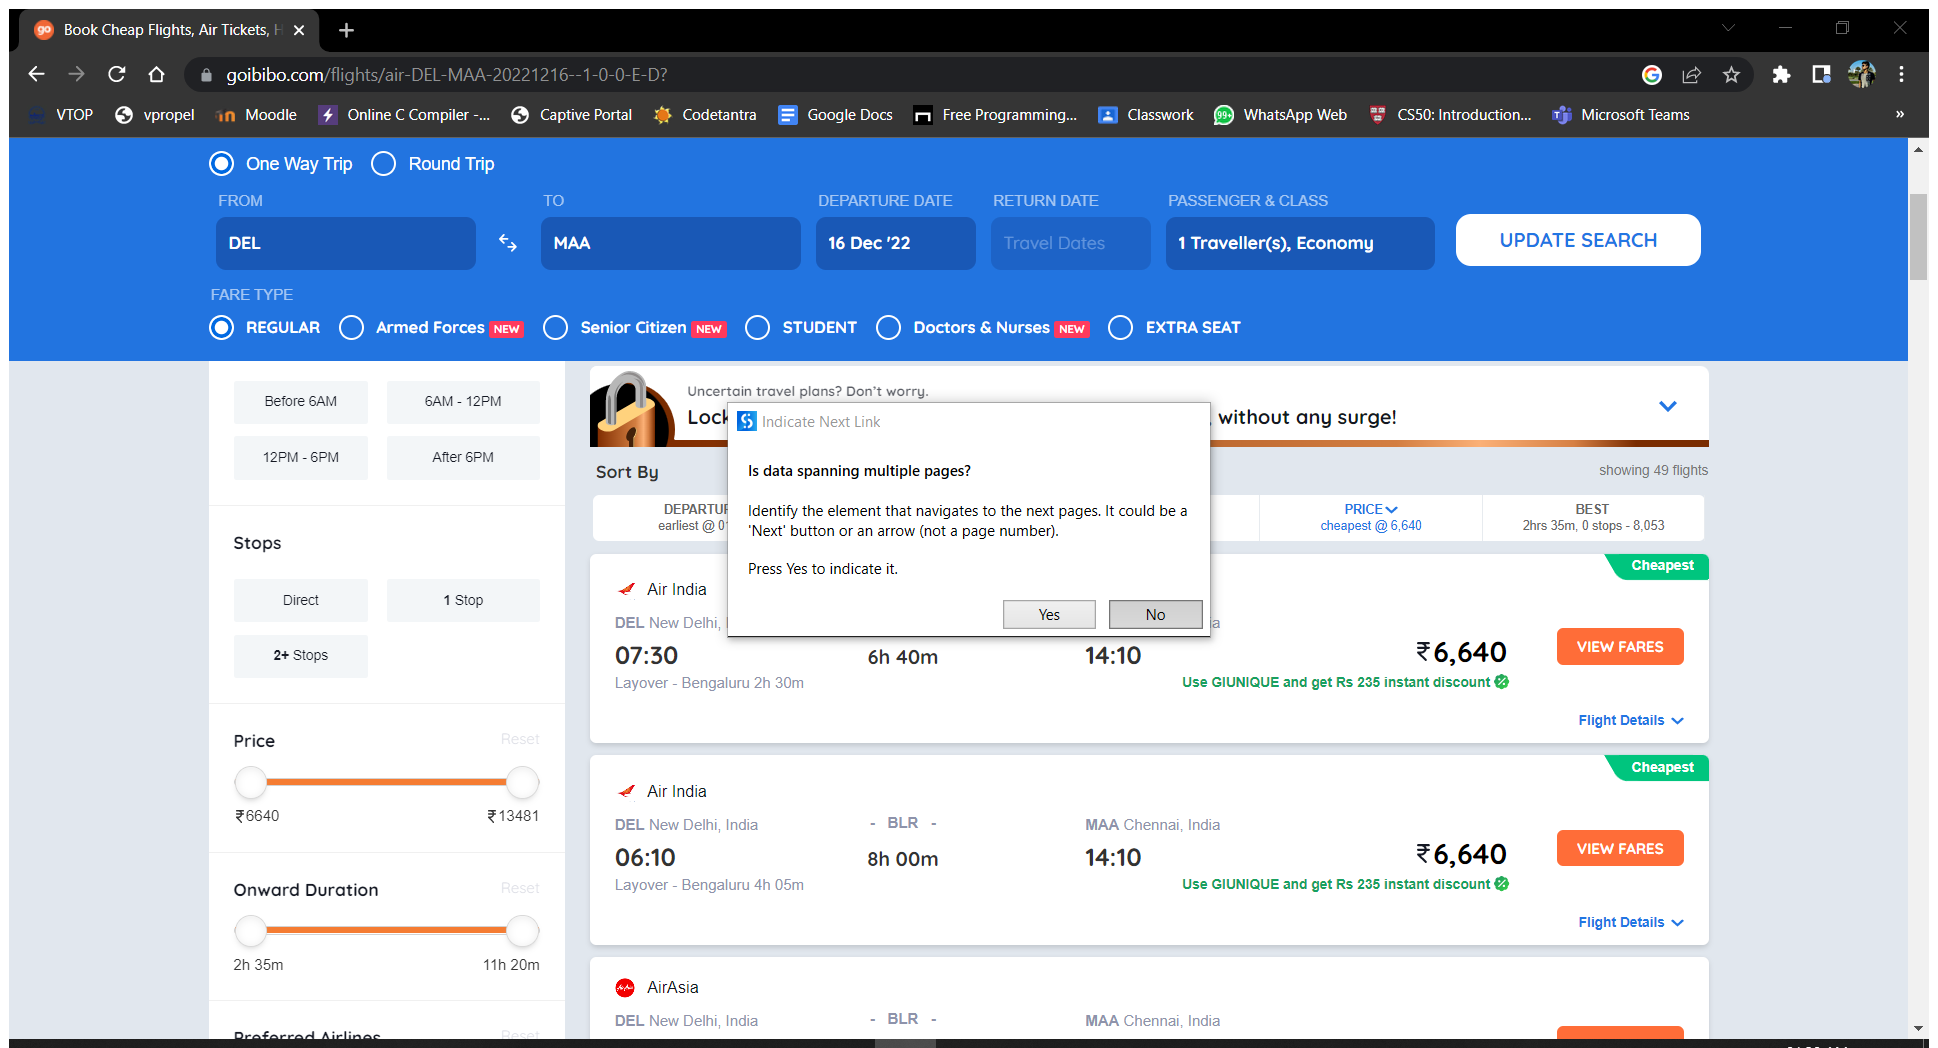 go Book Cheap Flights, Air Tickets, H
goibibo.com/flights/air-DEL-MAA-20221216--1-0-0-E-D?
VTOP vpropel Moodle Online C Compiler -... Captive Portal Codetantra Google Docs Free Programming... Classwork 99+ WhatsApp Web CS50: Introduction... Microsoft Teams »
One Way Trip Round Trip
FROM TO DEPARTURE DATE RETURN DATE PASSENGER & CLASS
DEL MAA 16 Dec '22 Travel Dates 1 Traveller(s), Economy UPDATE SEARCH
FARE TYPE
REGULAR Armed Forces NEW Senior Citizen NEW STUDENT Doctors & Nurses NEW EXTRA SEAT
Before 6AM 6AM - 12PM
12PM - 6PM After 6PM
Stops
Direct 1 Stop
2+ Stops
Price Reset
₹6640 ₹13481
Onward Duration Reset
2h 35m 11h 20m
Preferred Airlines Reset
Uncertain travel plans? Don't worry.
Lock , without any surge!
Sort By showing 49 flights
DEPARTU PRICE BEST
earliest @ 0 cheapest @ 6,640 2hrs 35m, 0 stops - 8,053
Indicate Next Link
Is data spanning multiple pages?
Identify the element that navigates to the next pages. It could be a
'Next' button or an arrow (not a page number).
Press Yes to indicate it.
Yes No
Cheapest
Air India
DEL New Delhi, ia
07:30 6h 40m 14:10 ₹6,640 VIEW FARES
Layover - Bengaluru 2h 30m Use GIUNIQUE and get Rs 235 instant discount
Flight Details
Cheapest
Air India
DEL New Delhi, India - BLR - MAA Chennai, India
06:10 8h 00m 14:10 ₹6,640 VIEW FARES
Layover - Bengaluru 4h 05m Use GIUNIQUE and get Rs 235 instant discount
Flight Details
AirAsia
DEL New Delhi, India - BLR - MAA Chennai, India